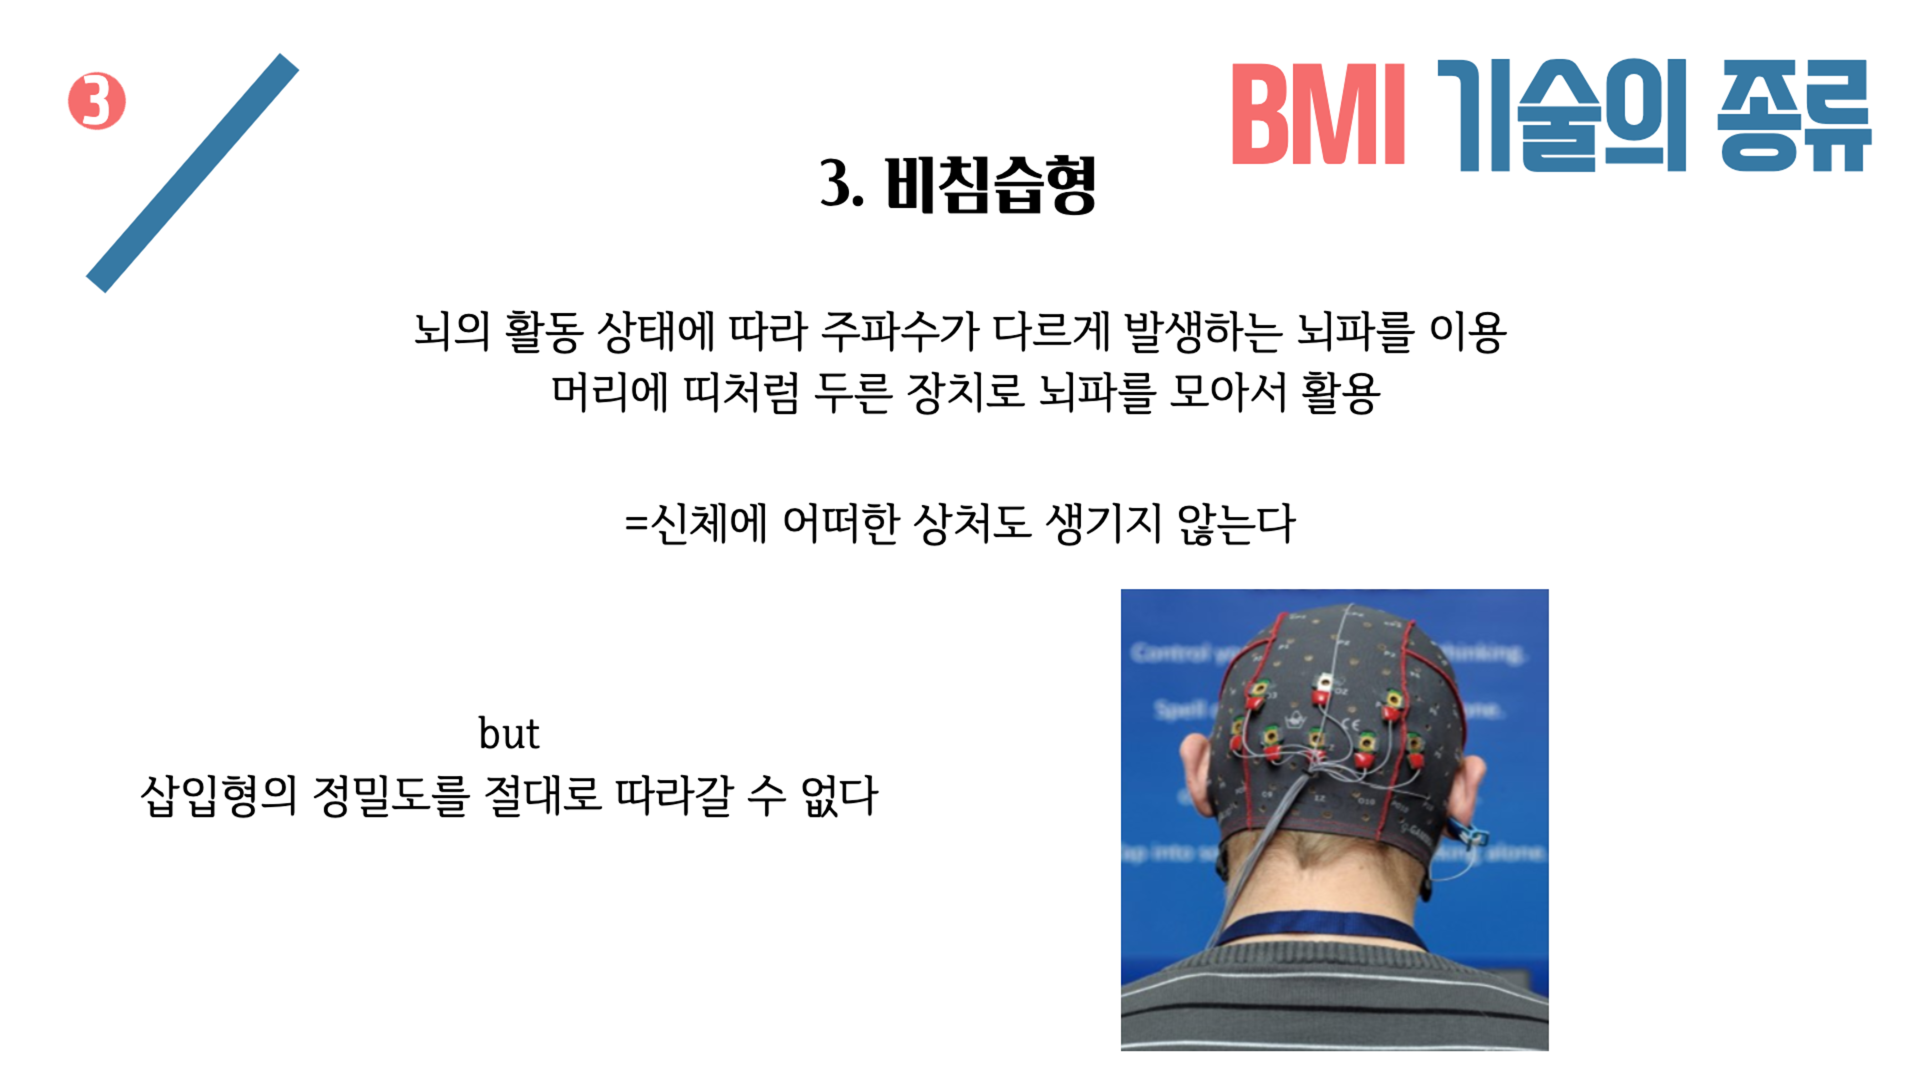 3
BMI 기술의 종류
3. 비침습형
뇌의 활동 상태에 따라 주파수가 다르게 발생하는 뇌파를 이용
머리에 띠처럼 두른 장치로 뇌파를 모아서 활용
=신체에 어떠한 상처도 생기지 않는다
but
삽입형의 정밀도를 절대로 따라갈 수 없다
Control
thinking.
Spell
alone.